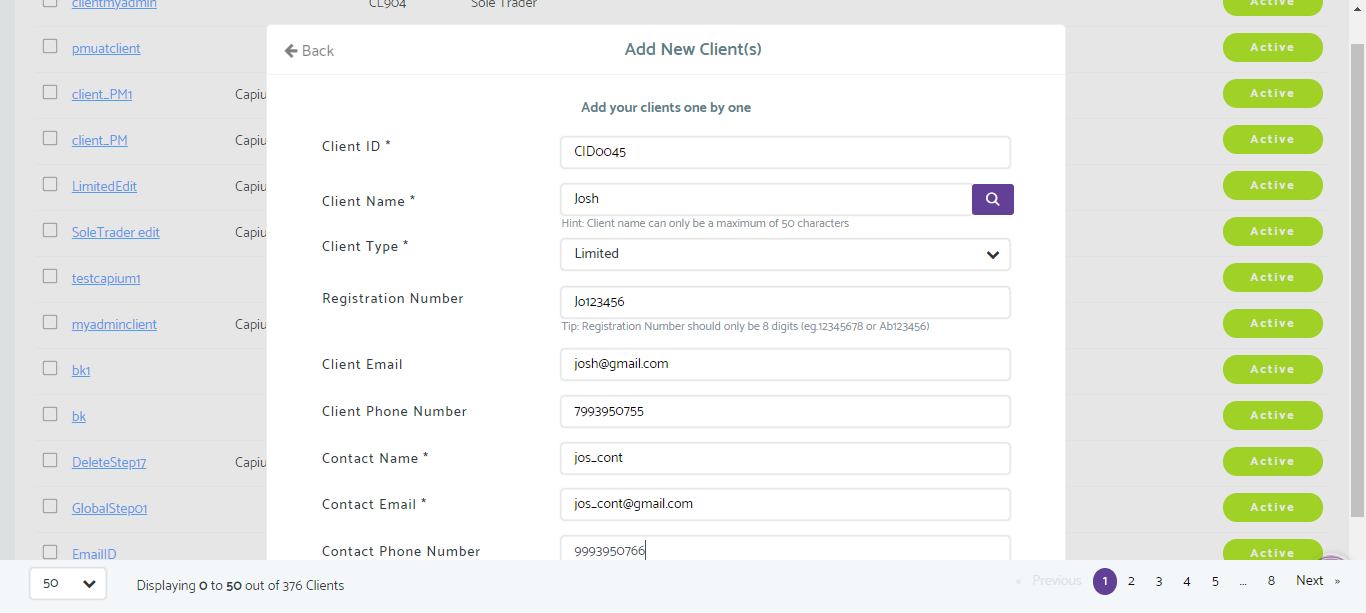 clientmyadmin CL904 Sole Trader Active
Back Add New Client(s)
pmuatclient Active
client_PM1 Capiu Active
Add your clients one by one
client_PM Capiu Active
Client ID * CID0045
LimitedEdit Capiu Active
Client Name * Josh
Hint: Client name can only be a maximum of 50 characters
SoleTrader edit Capiu Active
Client Type * Limited
testcapium1 Active
Registration Number Jo123456
myadminclient Capiu Active
Tip: Registration Number should only be 8 digits (eg.12345678 or Ab123456)
Client Email josh@gmail.com
bk1 Active
Client Phone Number 7993950755
bk Active
Contact Name * jos_cont
DeleteStep17 Capiu Active
Contact Email * jos_cont@gmail.com
GlobalStep01 Active
Contact Phone Number 9993950766
EmailID Active
50 Displaying 0 to 50 out of 376 Clients « Previous 1 2 3 4 5 ... 8 Next »